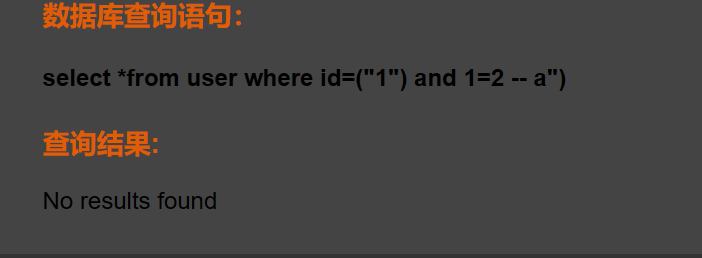 数据库查询语句：
select *from user where id=("1") and 1=2 -- a")
查询结果:
No results found